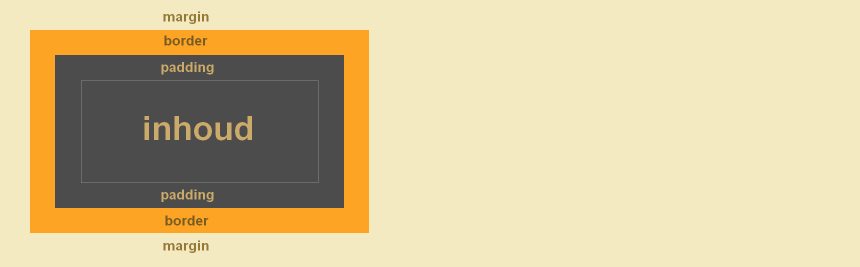 margin
border
padding
inhoud
padding
border
margin